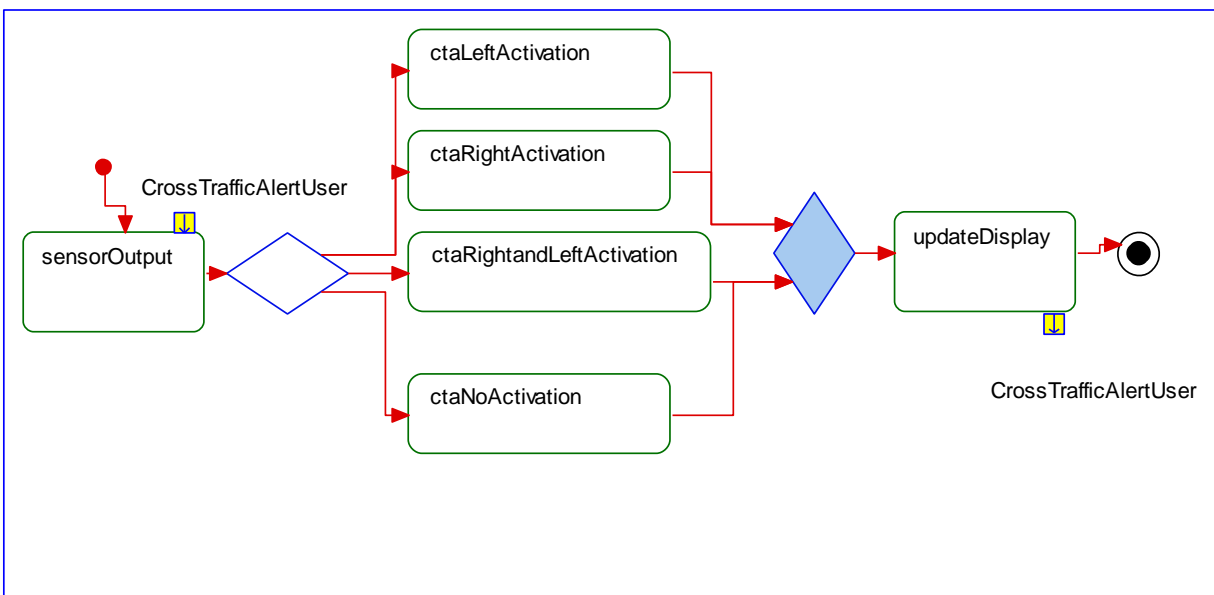 ctaLeftActivation
ctaRightActivation
CrossTrafficAlertUser
sensorOutput
ctaRightandLeftActivation
updateDisplay
ctaNoActivation
CrossTrafficAlertUser